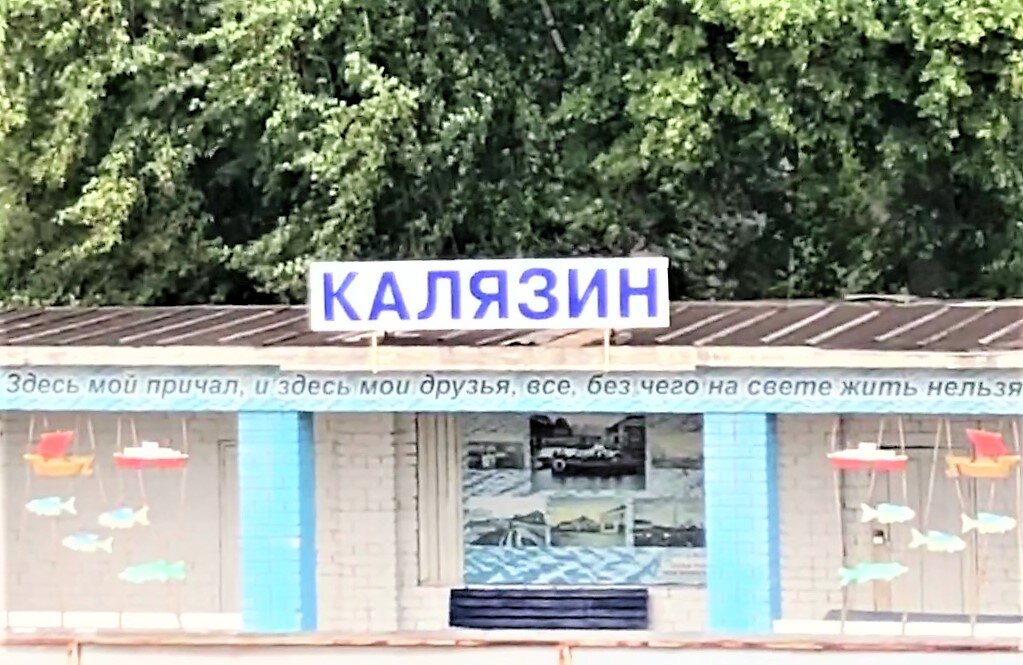 КАЛЯЗИН
Здесь мой причал, и здесь мои друзья, все, без чего на свете жить нельзя